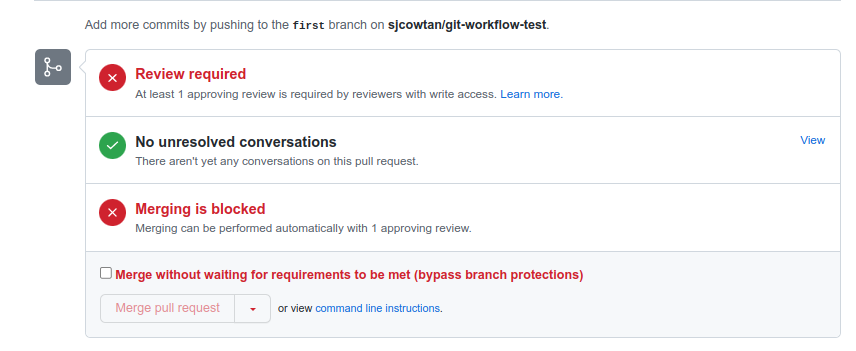 Add more commits by pushing to the first branch on sjcowtan/git-workflow-test.
Review required
At least 1 approving review is required by reviewers with write access. Learn more.
No unresolved conversations
View
There aren't yet any conversations on this pull request.
Merging is blocked
Merging can be performed automatically with 1 approving review.
Merge without waiting for requirements to be met (bypass branch protections)
Merge pull request
or view command line instructions.